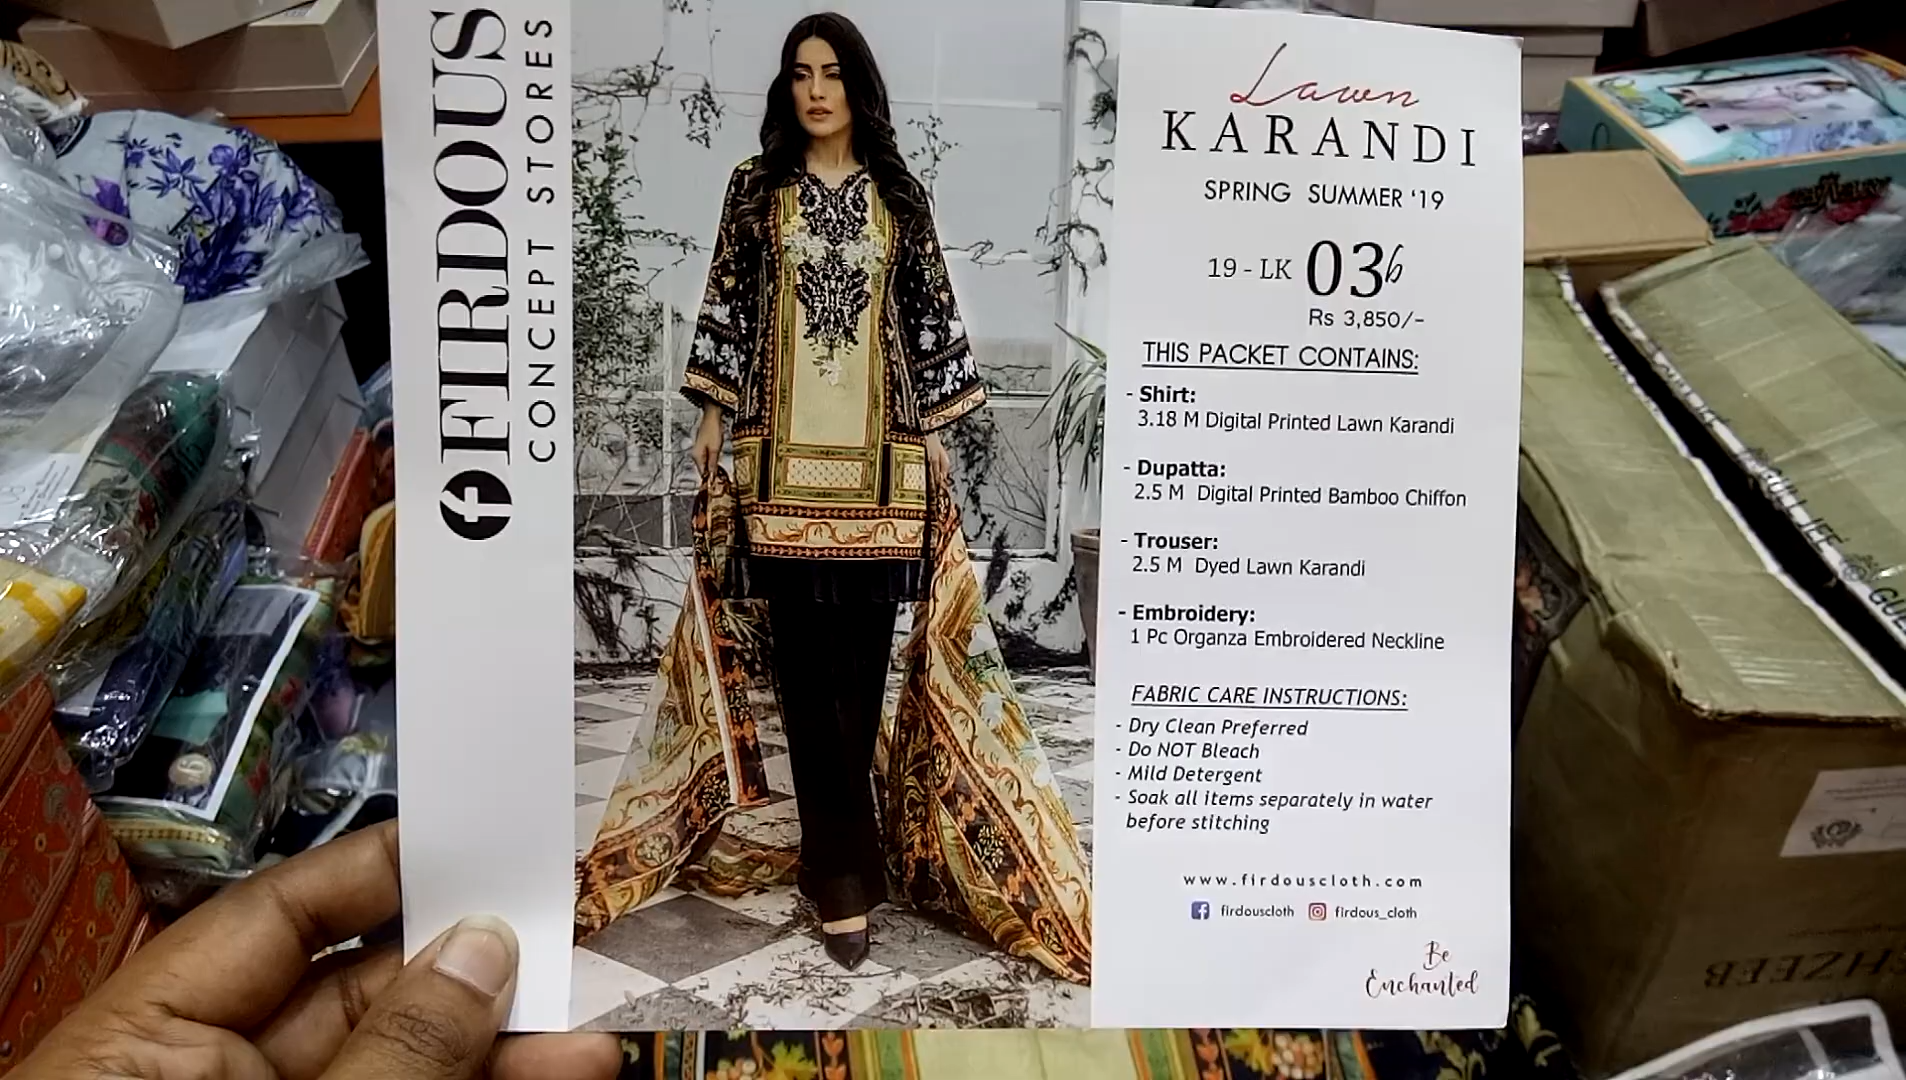 FIRDOUS
CONCEPT STORES
Lawn
KARANDI
SPRING SUMMER '19
19 - LK 03b
Rs 3,850/-
THIS PACKET CONTAINS:
- Shirt:
3.18 M Digital Printed Lawn Karandi
- Dupatta:
2.5 M Digital Printed Bamboo Chiffon
- Trouser:
2.5 M Dyed Lawn Karandi
- Embroidery:
1 Pc Organza Embroidered Neckline
FABRIC CARE INSTRUCTIONS:
- Dry Clean Preferred
- Do NOT Bleach
- Mild Detergent
- Soak all items separately in water
before stitching
www.firdouscloth.com
firdouscloth firdous_cloth
Be
Enchanted